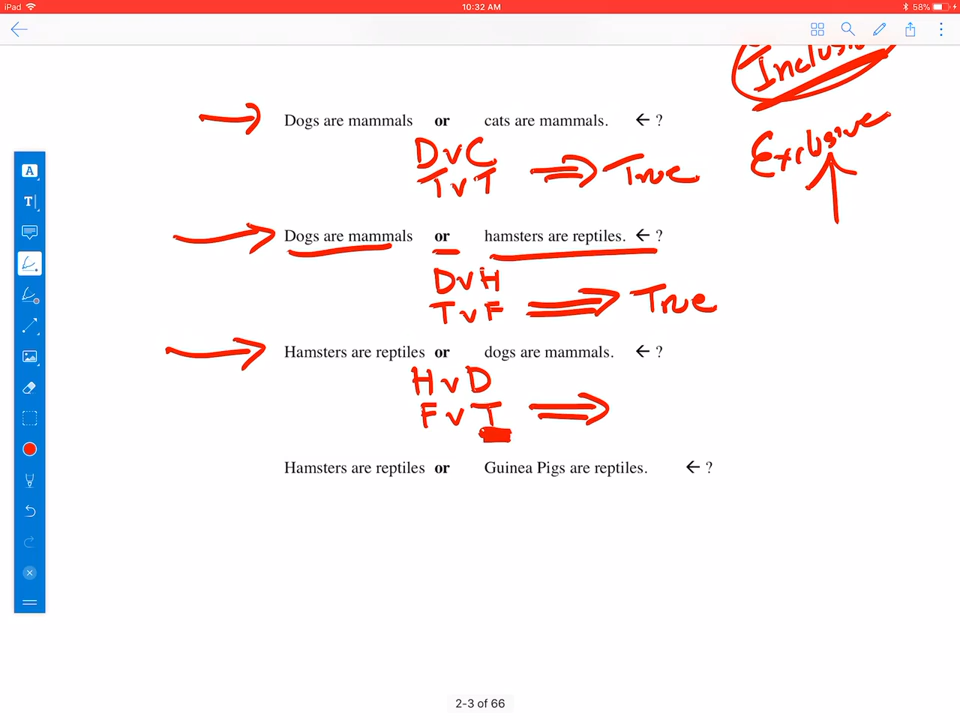 iPad 10:32 AM 58%
Inclusi
Exclusive
Dogs are mammals or cats are mammals. ← ?
D v C
T v T ⟹ True
Dogs are mammals or hamsters are reptiles. ← ?
D v H
T v F ⟹ True
Hamsters are reptiles or dogs are mammals. ← ?
H v D
F v T ⟹
Hamsters are reptiles or Guinea Pigs are reptiles. ← ?
2-3 of 66